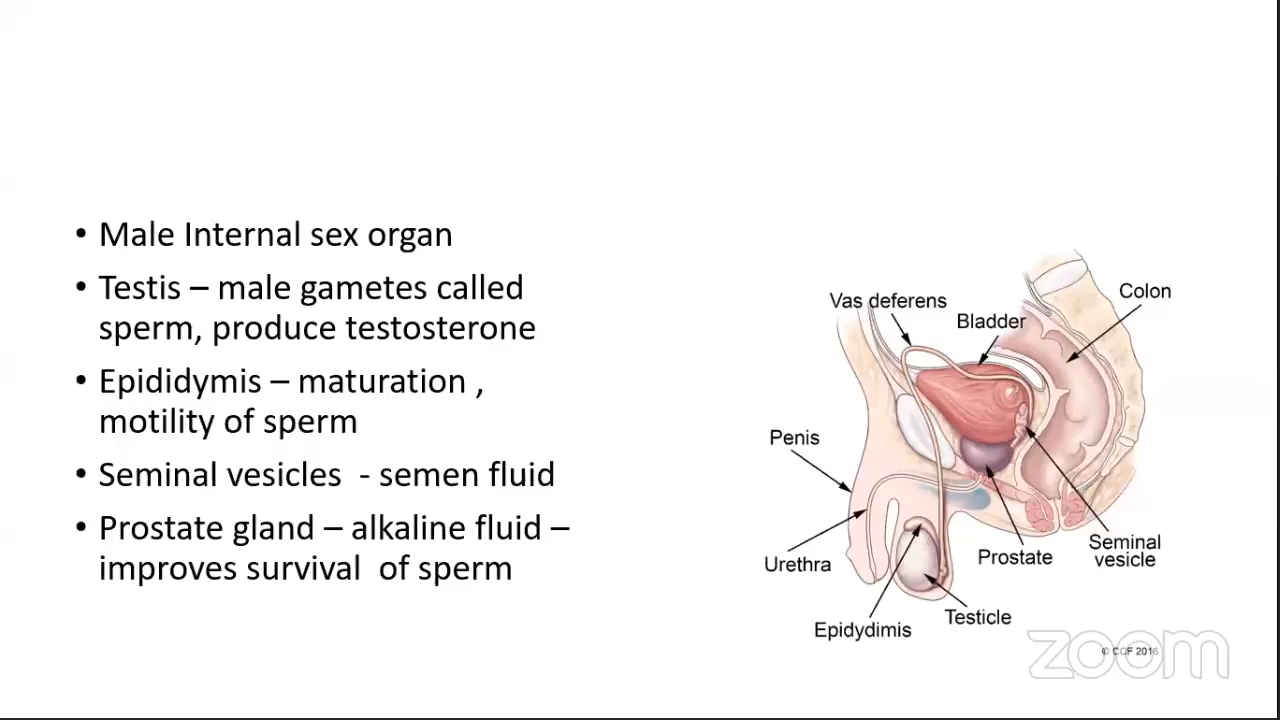 • Male Internal sex organ
• Testis – male gametes called
sperm, produce testosterone
• Epididymis – maturation ,
motility of sperm
• Seminal vesicles - semen fluid
• Prostate gland – alkaline fluid –
improves survival of sperm
Colon
Vas deferens
Bladder
Penis
Urethra
Prostate
Seminal
vesicle
Epidydimis
Testicle
© CCF 2016
zoom